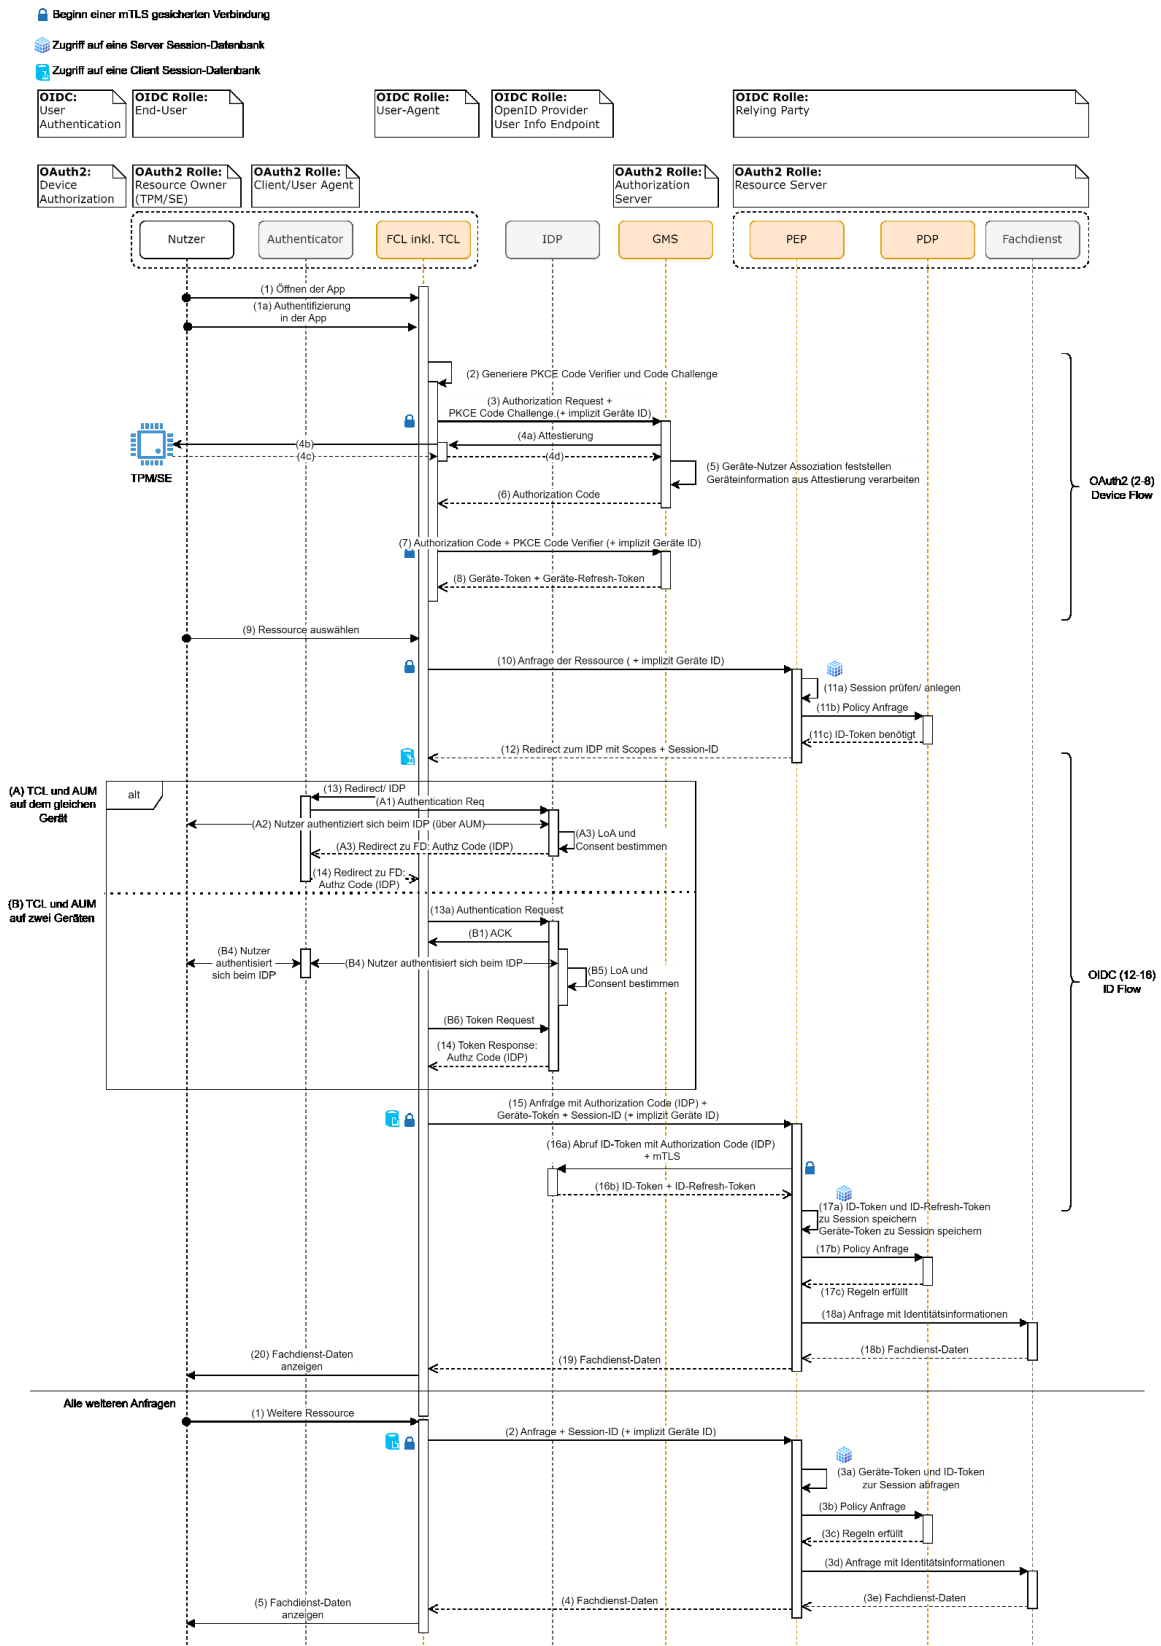 Beginn einer mTLS gesicherten Verbindung
Zugriff auf eine Server Session-Datenbank
Zugriff auf eine Client Session-Datenbank
OIDC:
User
Authentication
OIDC Rolle:
End-User
OIDC Rolle:
User-Agent
OIDC Rolle:
OpenID Provider
User Info Endpoint
OIDC Rolle:
Relying Party
OAuth2:
Device
Authorization
OAuth2 Rolle:
Resource Owner
(TPM/SE)
OAuth2 Rolle:
Client/User Agent
OAuth2 Rolle:
Authorization
Server
OAuth2 Rolle:
Resource Server
Nutzer
Authenticator
FCL inkl. TCL
IDP
GMS
PEP
PDP
Fachdienst
(1) Öffnen der App
(1a) Authentifizierung
in der App
(2) Generiere PKCE Code Verifier und Code Challenge
(3) Authorization Request +
PKCE Code Challenge.(+ implizit Geräte ID)
(4a) Attestierung
(4b)
(4c)
(4d)
TPM/SE
(5) Geräte-Nutzer Assoziation feststellen
Geräteinformation aus Attestierung verarbeiten
(6) Authorization Code
OAuth2 (2-8)
Device Flow
(7) Authorization Code + PKCE Code Verifier (+ implizit Geräte ID)
(8) Geräte-Token + Geräte-Refresh-Token
(9) Ressource auswählen
(10) Anfrage der Ressource ( + implizit Geräte ID)
(11a) Session prüfen/ anlegen
(11b) Policy Anfrage
(11c) ID-Token benötigt
(12) Redirect zum IDP mit Scopes + Session-ID
(A) TCL und AUM
auf dem gleichen
Gerät
alt
(13) Redirect/ IDP
(A1) Authentication Req
(A2) Nutzer authentiziert sich beim IDP (über AUM)
(A3) LoA und
Consent bestimmen
(A3) Redirect zu FD: Authz Code (IDP)
(14) Redirect zu FD:
Authz Code (IDP)
(B) TCL und AUM
auf zwei Geräten
(13a) Authentication Request
(B1) ACK
(B4) Nutzer
authentisiert
sich beim IDP
(B4) Nutzer authentisiert sich beim IDP
(B5) LoA und
Consent bestimmen
OIDC (12-16)
ID Flow
(B6) Token Request
(14) Token Response:
Authz Code (IDP)
(15) Anfrage mit Authorization Code (IDP) +
Geräte-Token + Session-ID (+ implizit Geräte ID)
(16a) Abruf ID-Token mit Authorization Code (IDP)
+ mTLS
(16b) ID-Token + ID-Refresh-Token
(17a) ID-Token und ID-Refresh-Token
zu Session speichern
Geräte-Token zu Session speichern
(17b) Policy Anfrage
(17c) Regeln erfüllt
(18a) Anfrage mit Identitätsinformationen
(18b) Fachdienst-Daten
(19) Fachdienst-Daten
(20) Fachdienst-Daten
anzeigen
Alle weiteren Anfragen
(1) Weitere Ressource
(2) Anfrage + Session-ID (+ implizit Geräte ID)
(3a) Geräte-Token und ID-Token
zur Session abfragen
(3b) Policy Anfrage
(3c) Regeln erfüllt
(3d) Anfrage mit Identitätsinformationen
(3e) Fachdienst-Daten
(4) Fachdienst-Daten
(5) Fachdienst-Daten
anzeigen